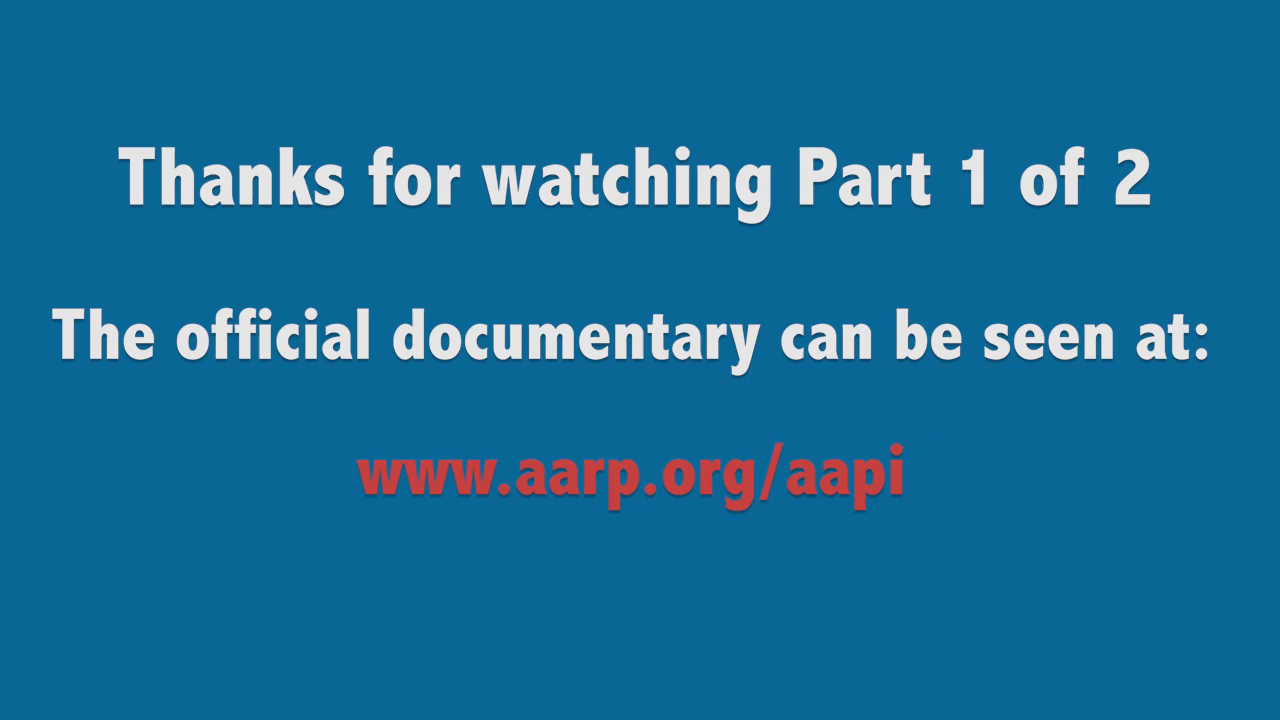 Thanks for watching Part 1 of 2
The official documentary can be seen at:
www.aarp.org/aapi